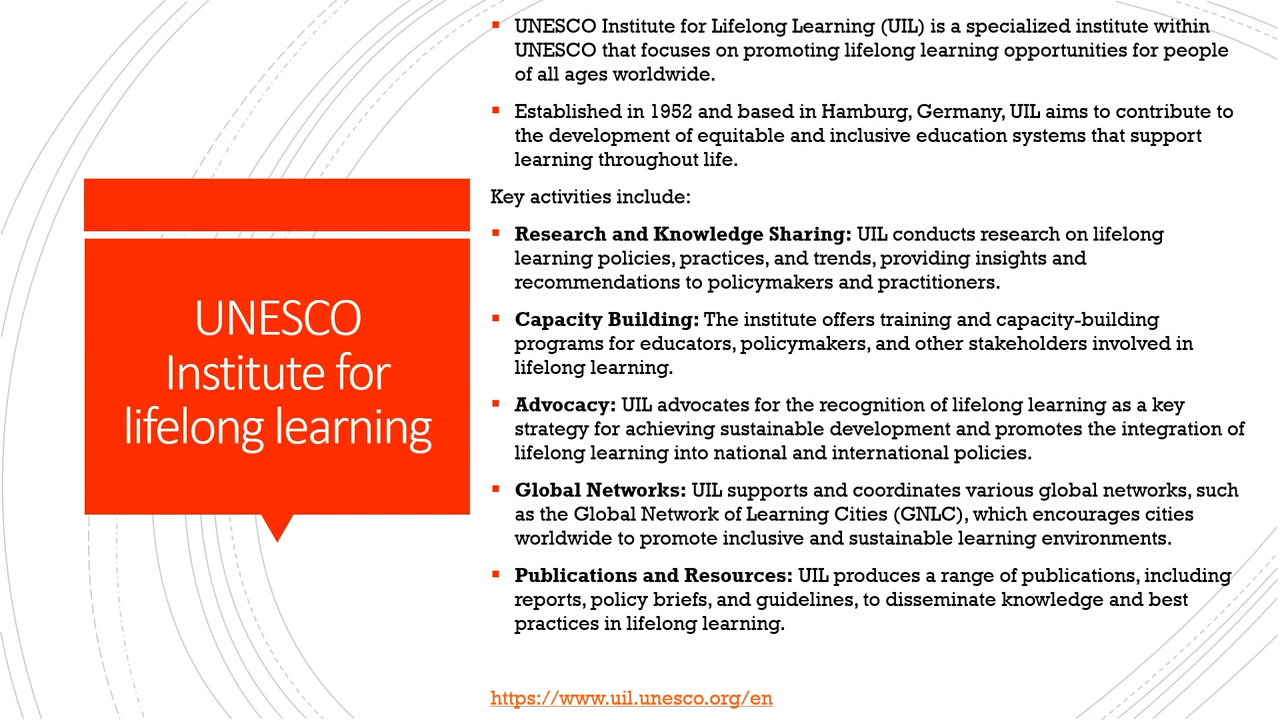 UNESCO
Institute for
lifelong learning
UNESCO Institute for Lifelong Learning (UIL) is a specialized institute within
UNESCO that focuses on promoting lifelong learning opportunities for people
of all ages worldwide.
Established in 1952 and based in Hamburg, Germany, UIL aims to contribute to
the development of equitable and inclusive education systems that support
learning throughout life.
Key activities include:
Research and Knowledge Sharing: UIL conducts research on lifelong
learning policies, practices, and trends, providing insights and
recommendations to policymakers and practitioners.
Capacity Building: The institute offers training and capacity-building
programs for educators, policymakers, and other stakeholders involved in
lifelong learning.
Advocacy: UIL advocates for the recognition of lifelong learning as a key
strategy for achieving sustainable development and promotes the integration of
lifelong learning into national and international policies.
Global Networks: UIL supports and coordinates various global networks, such
as the Global Network of Learning Cities (GNLC), which encourages cities
worldwide to promote inclusive and sustainable learning environments.
Publications and Resources: UIL produces a range of publications, including
reports, policy briefs, and guidelines, to disseminate knowledge and best
practices in lifelong learning.
https://www.uil.unesco.org/en